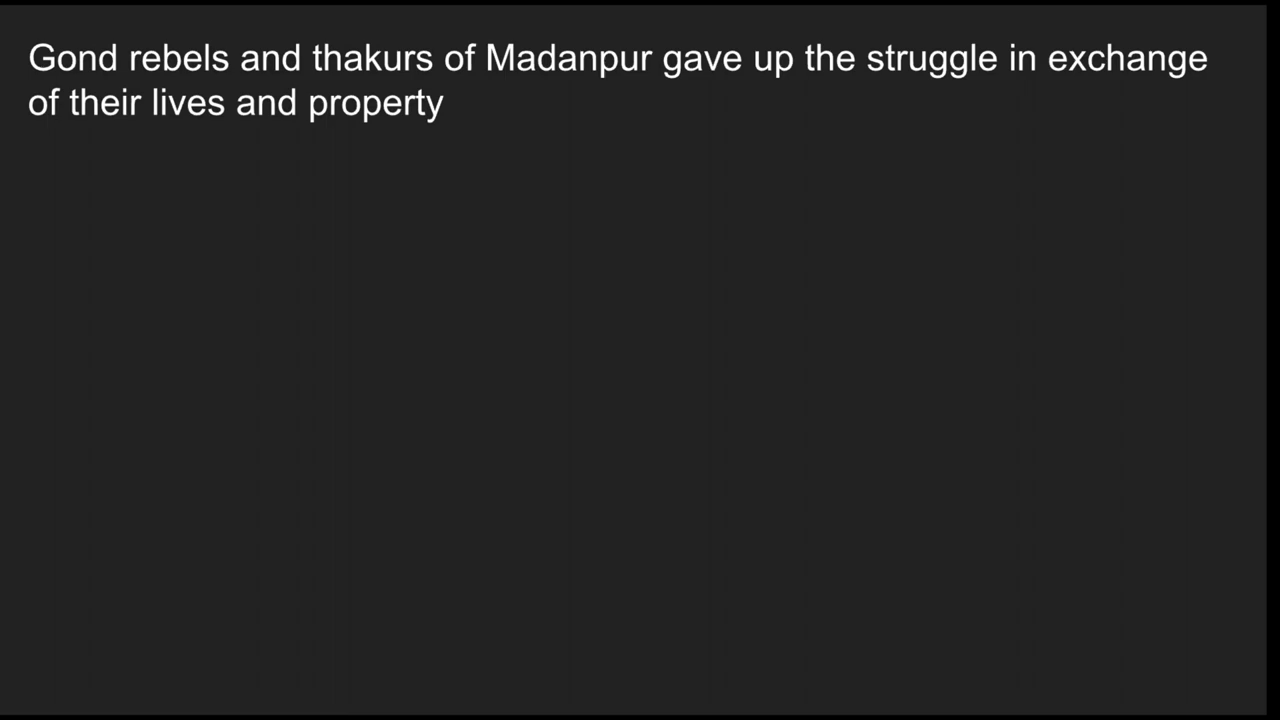 Gond rebels and thakurs of Madanpur gave up the struggle in exchange
of their lives and property